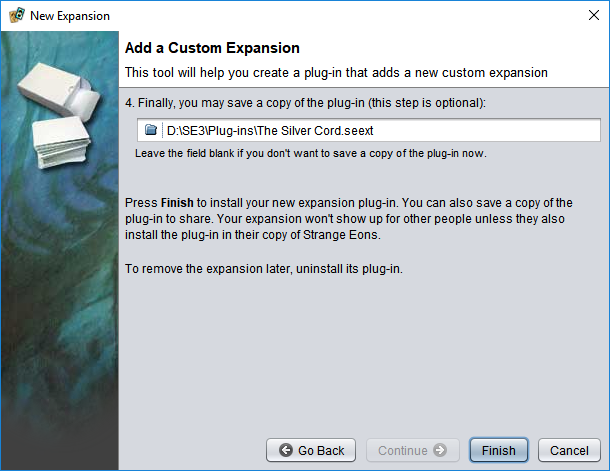 New Expansion
Add a Custom Expansion
This tool will help you create a plug-in that adds a new custom expansion
4. Finally, you may save a copy of the plug-in (this step is optional):
D:\SE3\Plug-ins\The Silver Cord.seext
Leave the field blank if you don't want to save a copy of the plug-in now.
Press Finish to install your new expansion plug-in. You can also save a copy of the
plug-in to share. Your expansion won't show up for other people unless they also
install the plug-in in their copy of Strange Eons.
To remove the expansion later, uninstall its plug-in.
Go Back Continue Finish Cancel